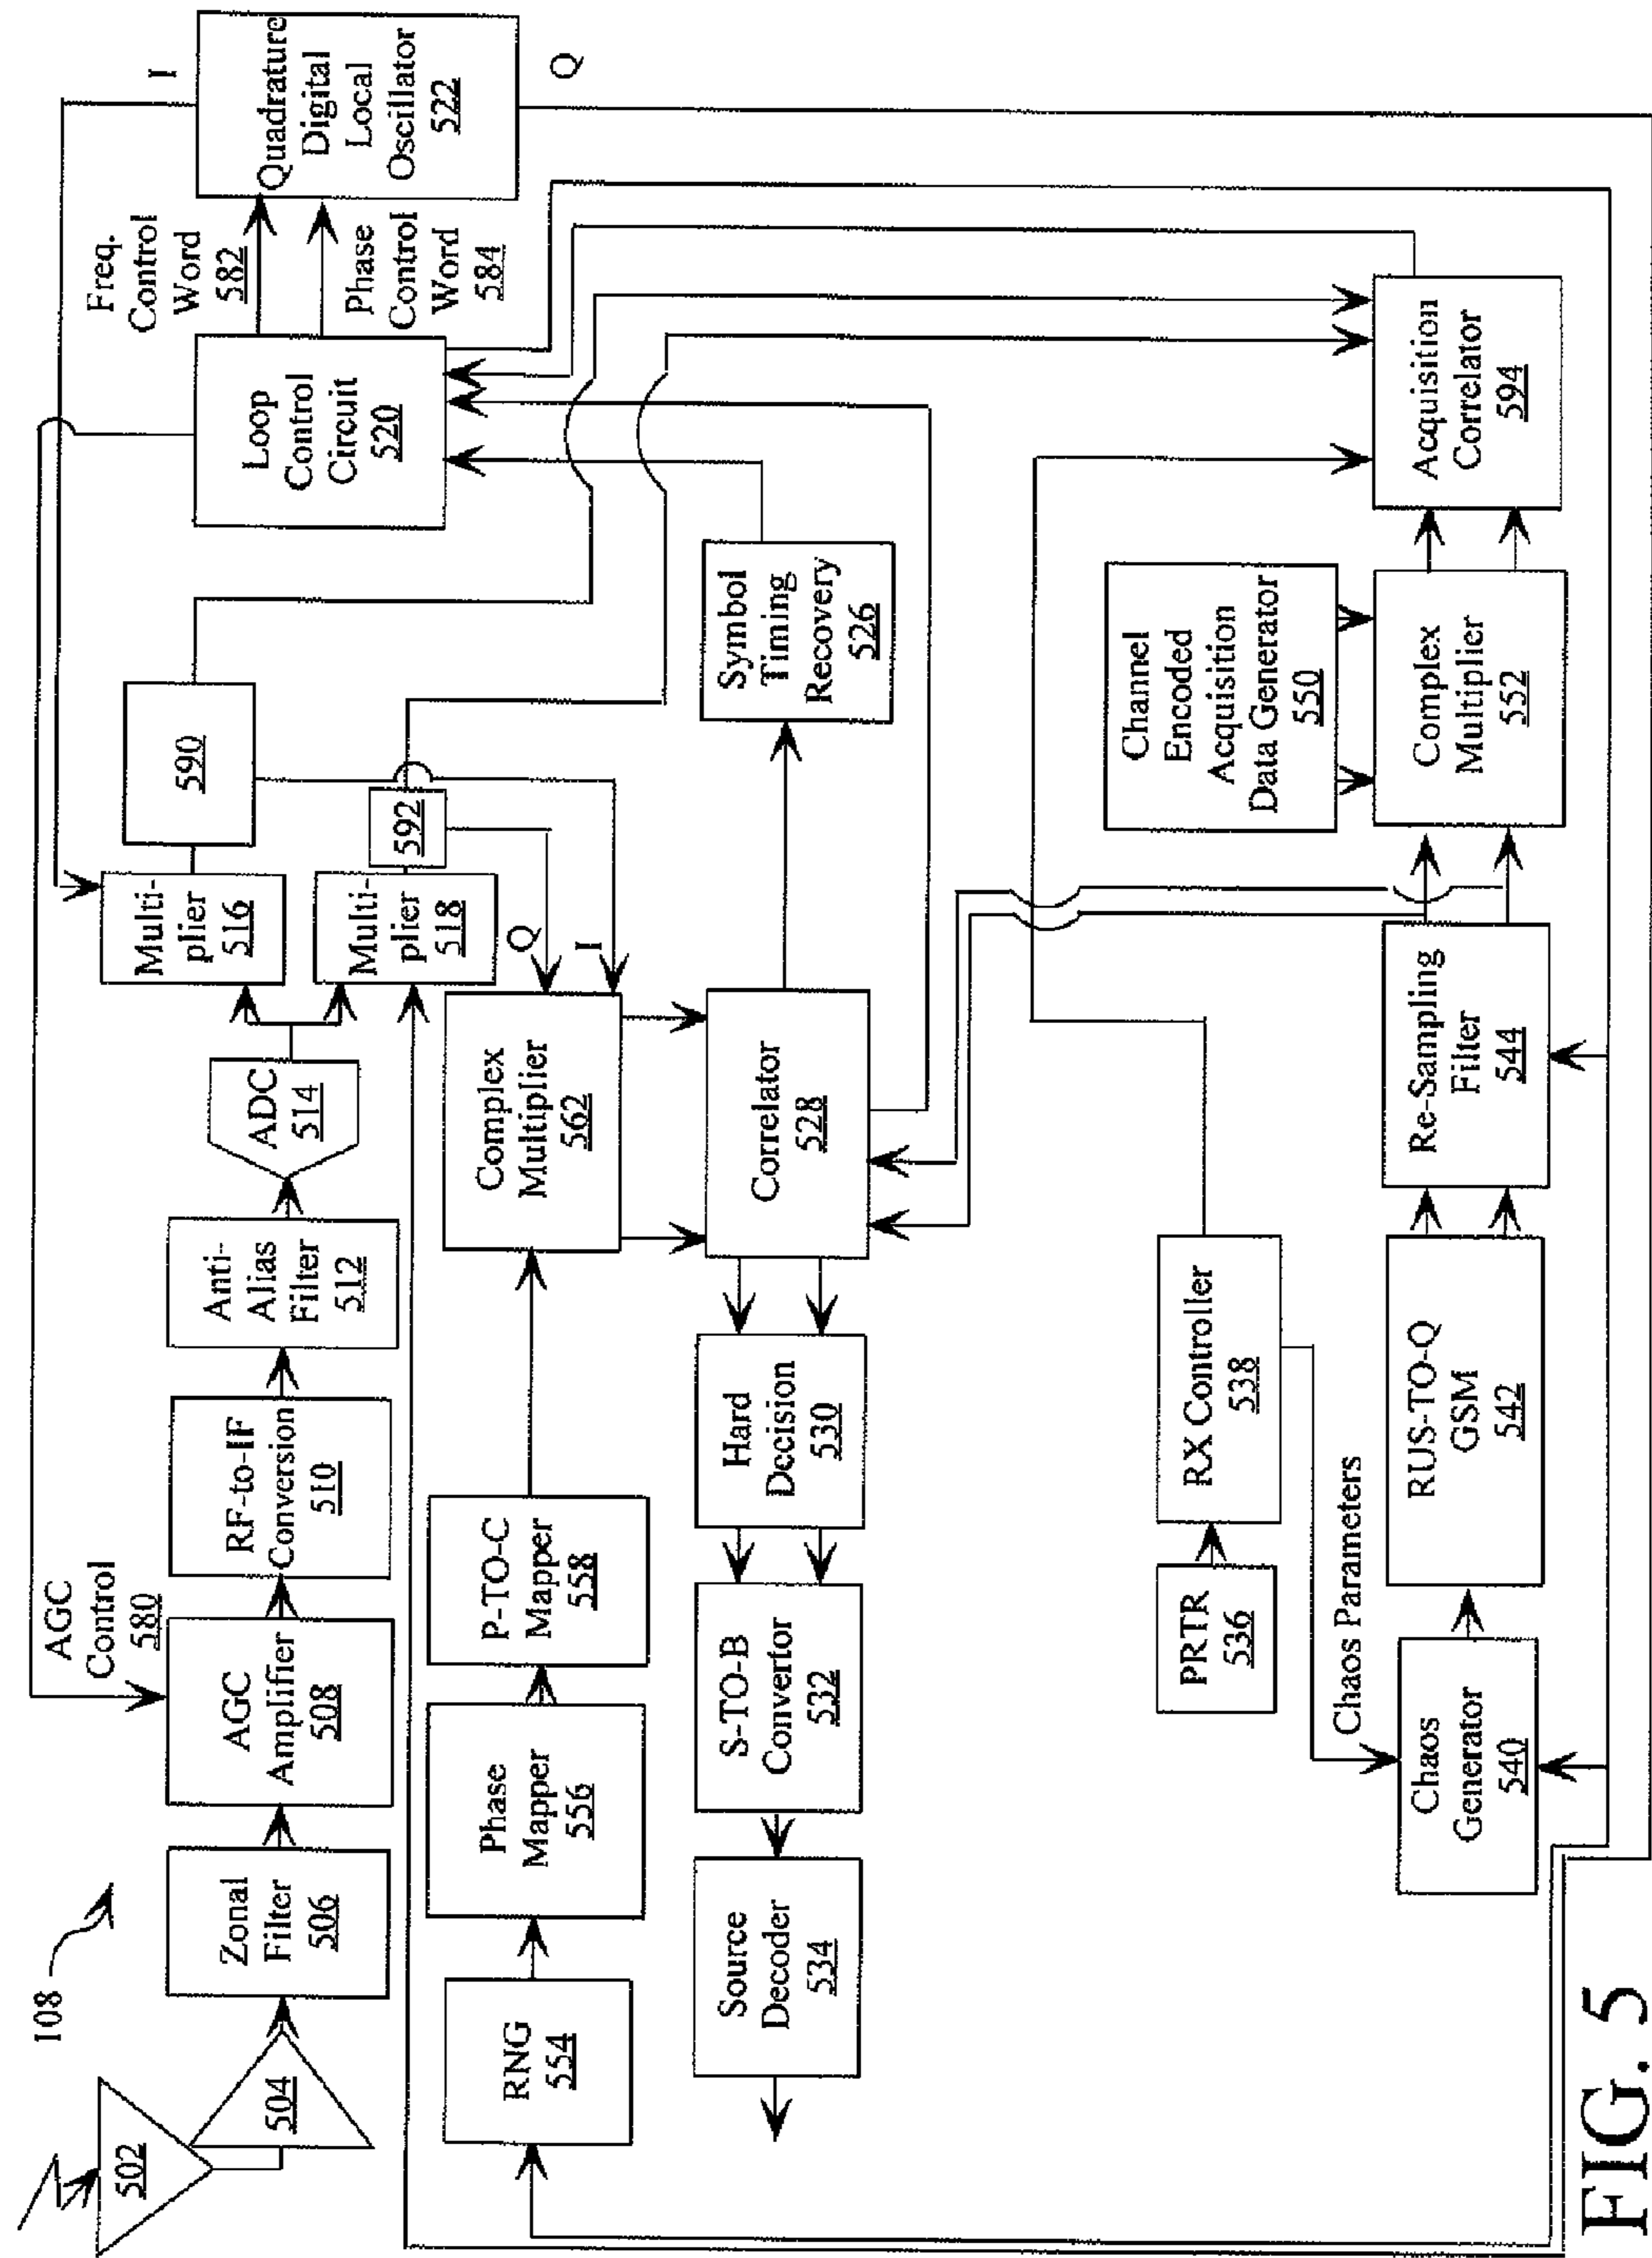 108
502
504
Zonal
Filter
506
AGC
Amplifier
508
AGC
Control
580
RF-to-IF
Conversion
510
Anti-
Alias
Filter
512
ADC
514
Multi-
plier
516
Multi-
plier
518
590
592
Loop
Control
Circuit
520
Freq.
Control
Word
582
Phase
Control
Word
584
I
Quadrature
Digital
Local
Oscillator
522
Q
RNG
554
Phase
Mapper
556
P-TO-C
Mapper
558
Complex
Multiplier
562
Q
I
Source
Decoder
534
S-TO-B
Convertor
532
Hard
Decision
530
Correlator
528
Symbol
Timing
Recovery
526
PRTR
536
RX Controller
538
Chaos Parameters
Channel
Encoded
Acquisition
Data Generator
550
Chaos
Generator
540
RUS-TO-Q
GSM
542
Re-Sampling
Filter
544
Complex
Multiplier
552
Acquisition
Correlator
594
FIG. 5